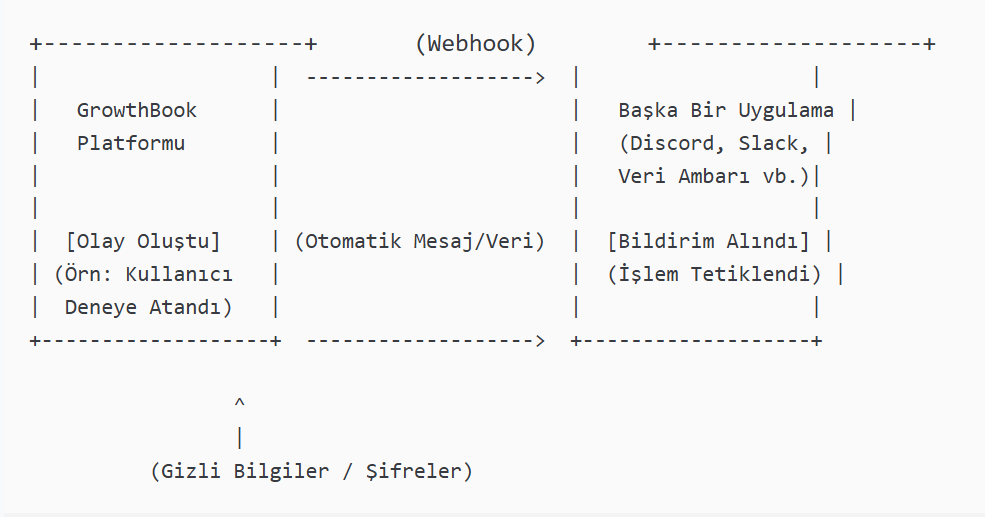 +-------------------+ (Webhook) +-------------------+
| | -------------------> | |
| GrowthBook | | Başka Bir Uygulama |
| Platformu | | (Discord, Slack, |
| | | Veri Ambarı vb.)|
| | | |
| [Olay Oluştu] | (Otomatik Mesaj/Veri) | [Bildirim Alındı] |
| (Örn: Kullanıcı | | (İşlem Tetiklendi) |
| Deneye Atandı) | | |
+-------------------+ -------------------> +-------------------+
^
|
(Gizli Bilgiler / Şifreler)